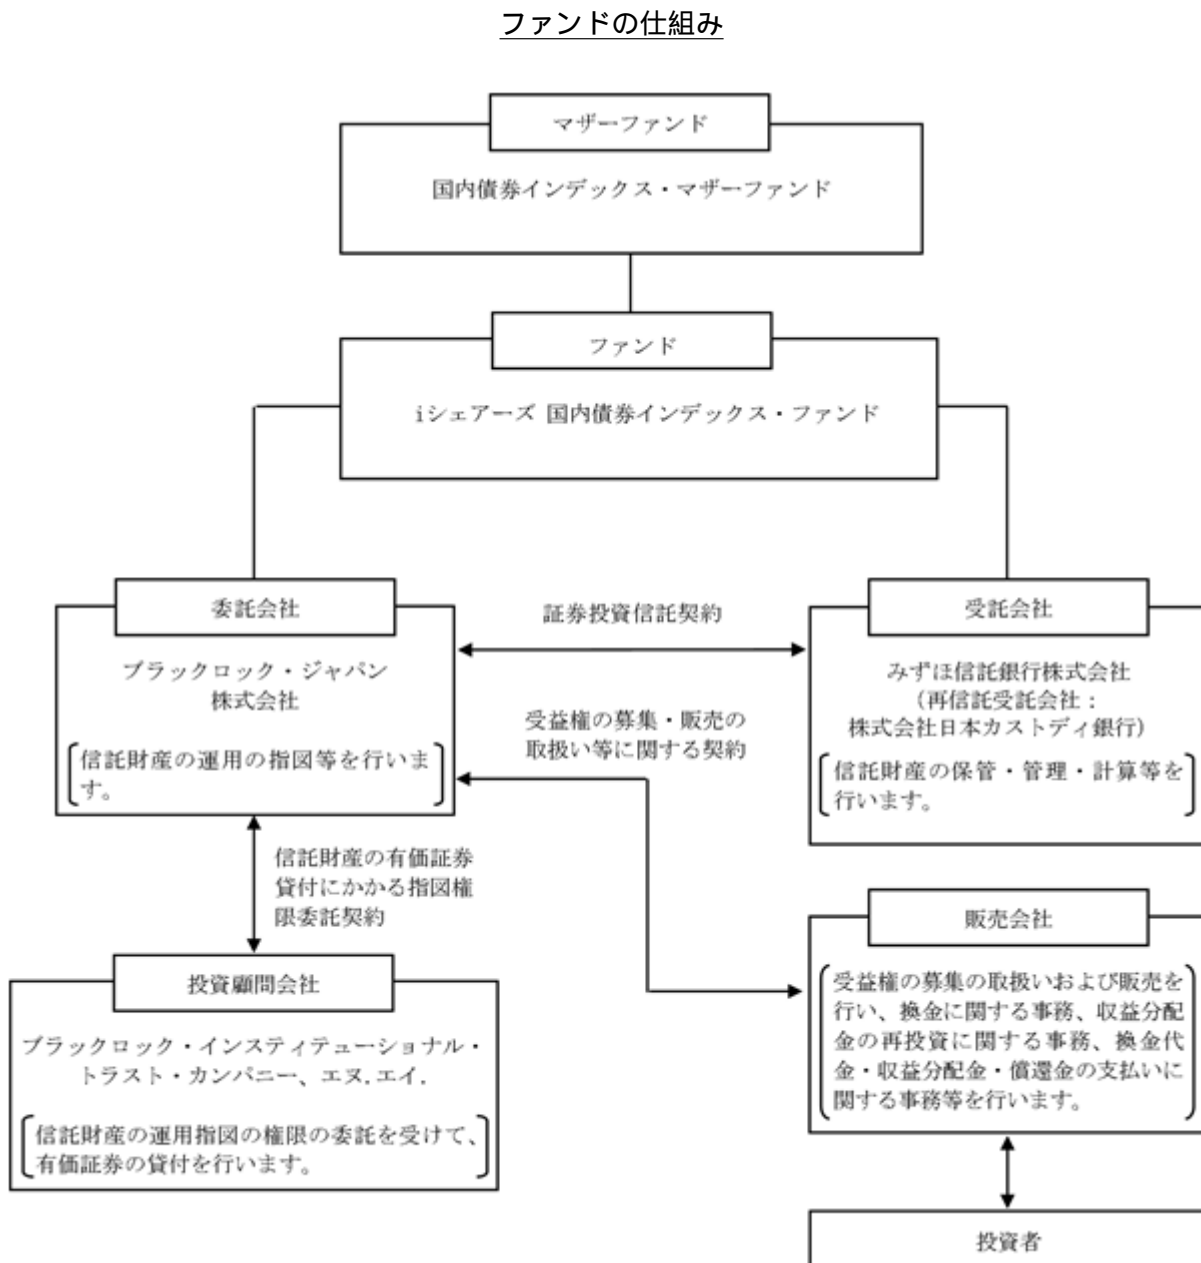 ファンドの仕組み
マザーファンド
国内債券インデックス・マザーファンド
ファンド
iシェアーズ 国内債券インデックス・ファンド
委託会社
ブラックロック・ジャパン
株式会社
信託財産の運用の指図等を行いま
す。
証券投資信託契約
受益権の募集・販売の
取扱い等に関する契約
受託会社
みずほ信託銀行株式会社
(再信託受託会社:
株式会社日本カストディ銀行)
信託財産の保管・管理・計算等を
行います。
信託財産の有価証券
貸付にかかる指図権
限委託契約
投資顧問会社
ブラックロック・インスティテューショナル・
トラスト・カンパニー、エヌ.エイ.
信託財産の運用指図の権限の委託を受けて、
有価証券の貸付を行います。
販売会社
受益権の募集の取扱いおよび販売を
行い、換金に関する事務、収益分配
金の再投資に関する事務、換金代
金・収益分配金・償還金の支払いに
関する事務等を行います。
投資者